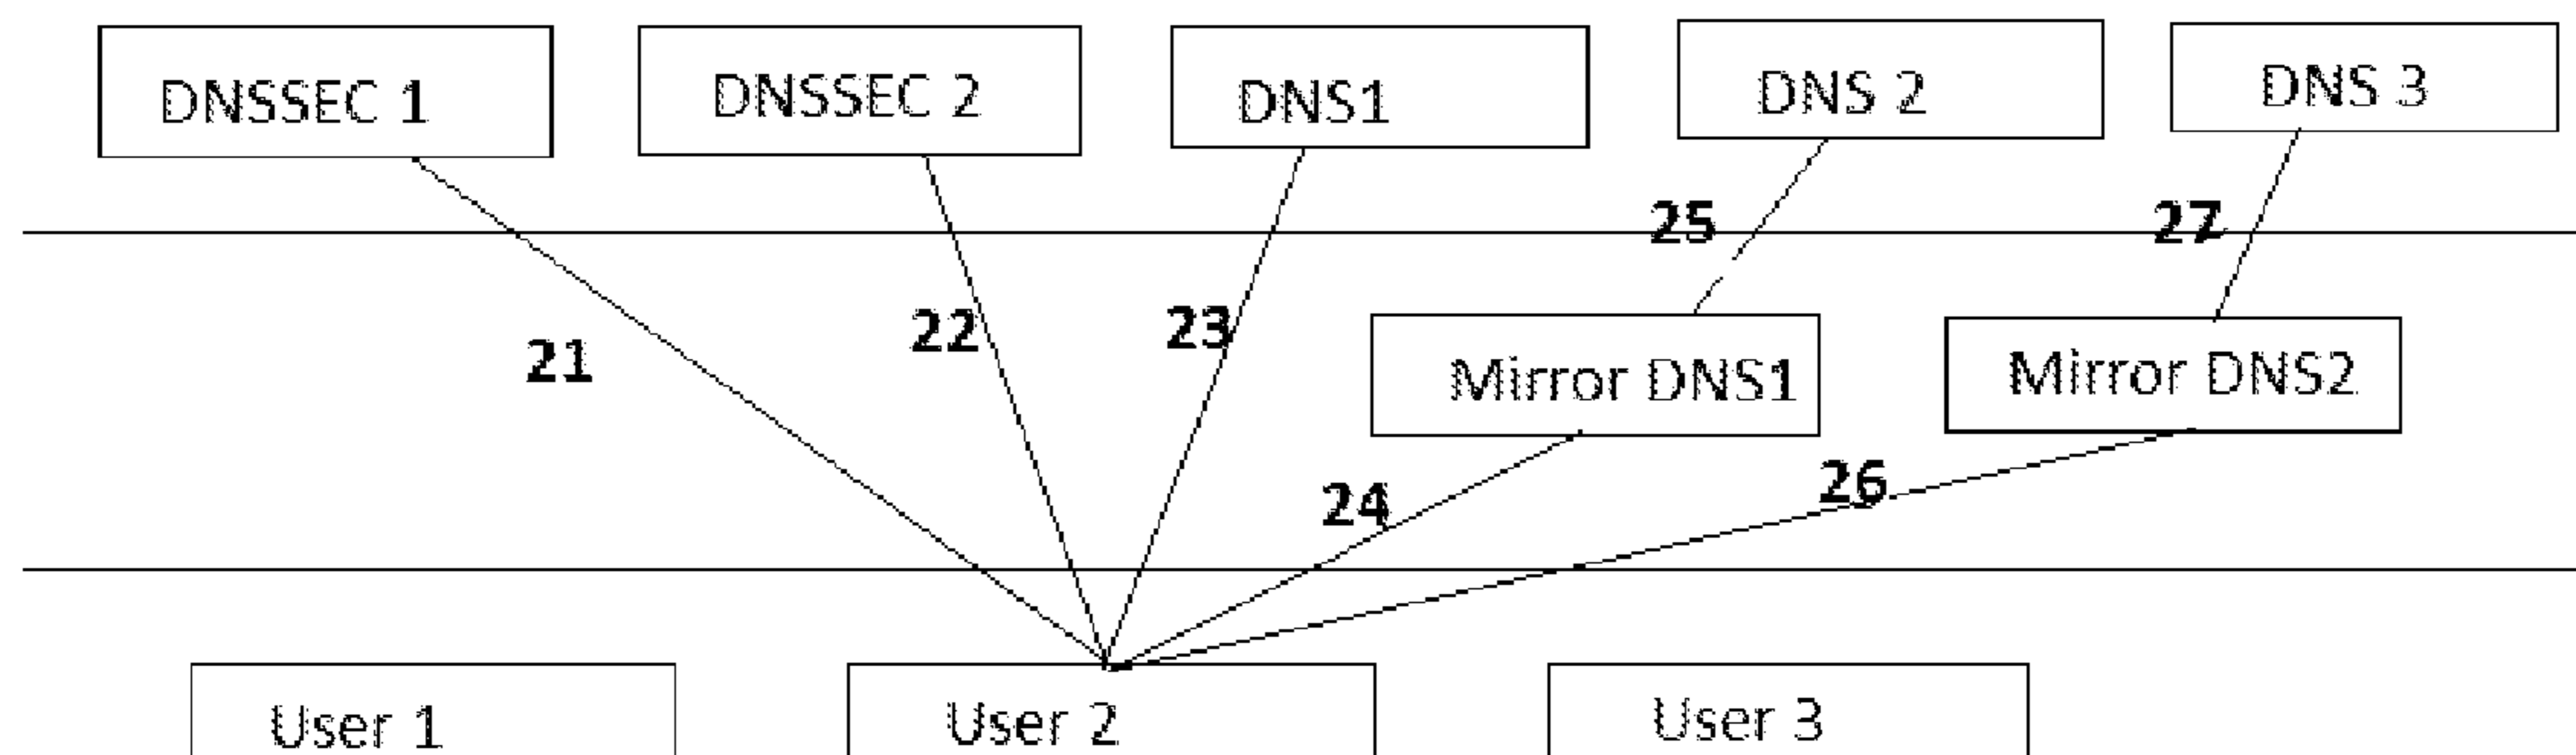 DNSSEC 1
DNSSEC 2
DNS1
DNS 2
DNS 3
25
27
21
22
23
Mirror DNS1
Mirror DNS2
24
26
User 1
User 2
User 3